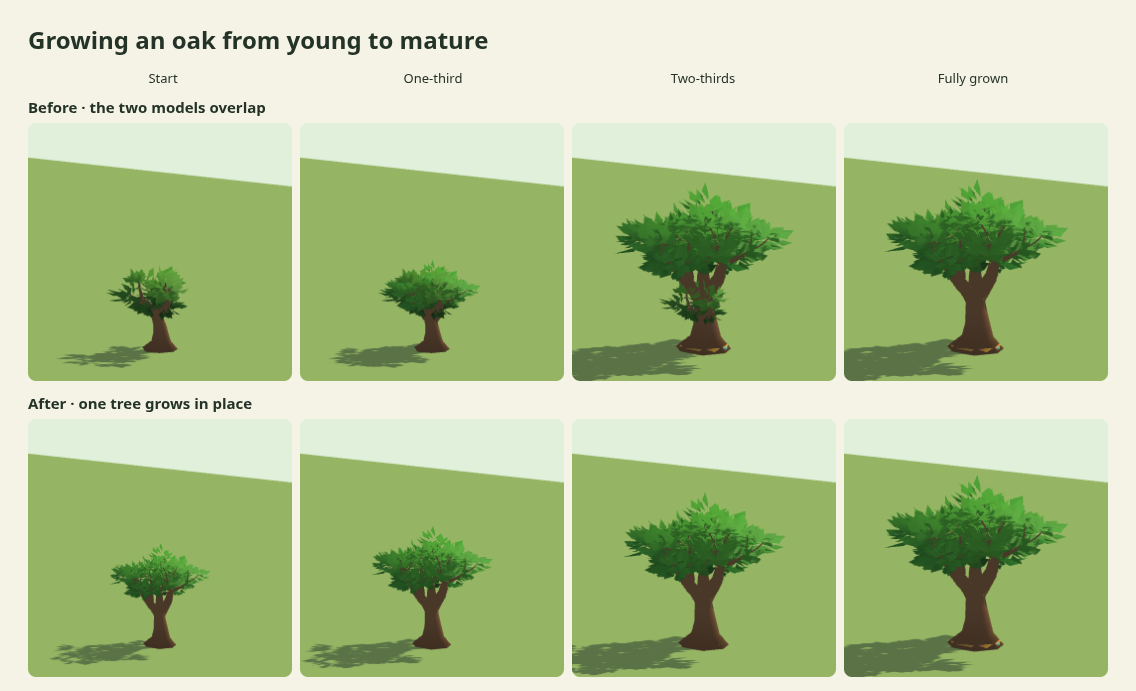 Growing an oak from young to mature
Start One-third Two-thirds Fully grown
Before · the two models overlap
After · one tree grows in place